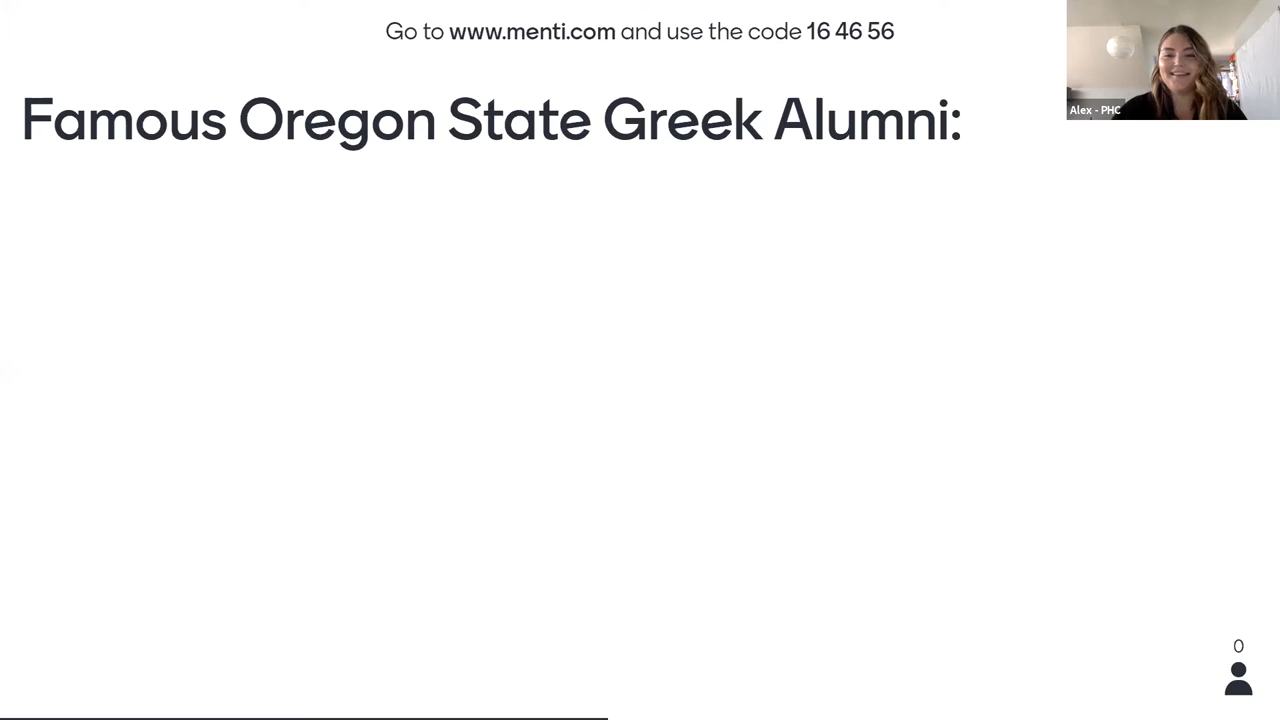 Go to www.menti.com and use the code 16 46 56
Alex - PHC
Famous Oregon State Greek Alumni:
0